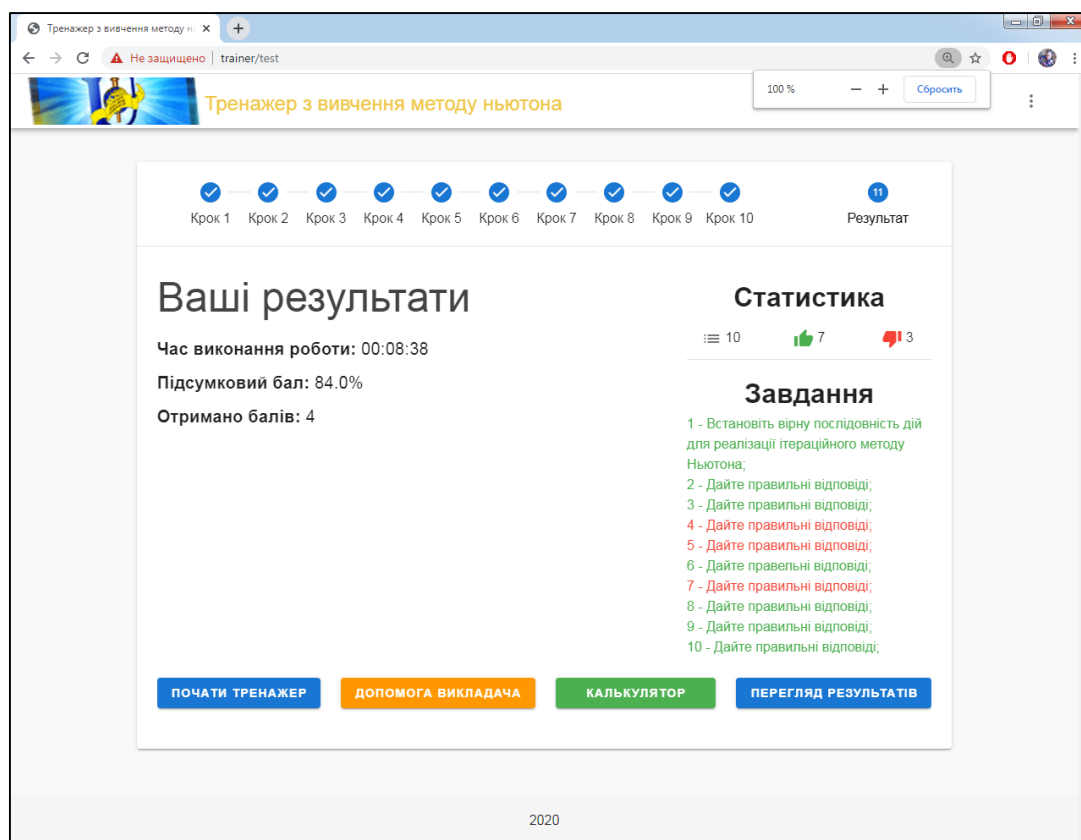 Тренажер з вивчення методу н
Не защищено | trainer/test
Тренажер з вивчення методу ньютона
100 %
Сбросить
11
Крок 1 Крок 2 Крок 3 Крок 4 Крок 5 Крок 6 Крок 7 Крок 8 Крок 9 Крок 10 Результат
Ваші результати
Час виконання роботи: 00:08:38
Підсумковий бал: 84.0%
Отримано балів: 4
Статистика
10 7 3
Завдання
1 - Встановіть вірну послідовність дій
для реалізації ітераційного методу
Ньютона;
2 - Дайте правильні відповіді;
3 - Дайте правильні відповіді;
4 - Дайте правильні відповіді;
5 - Дайте правильні відповіді;
6 - Дайте правельні відповіді;
7 - Дайте правильні відповіді;
8 - Дайте правильні відповіді;
9 - Дайте правильні відповіді;
10 - Дайте правильні відповіді;
ПОЧАТИ ТРЕНАЖЕР ДОПОМОГА ВИКЛАДАЧА КАЛЬКУЛЯТОР ПЕРЕГЛЯД РЕЗУЛЬТАТІВ
2020